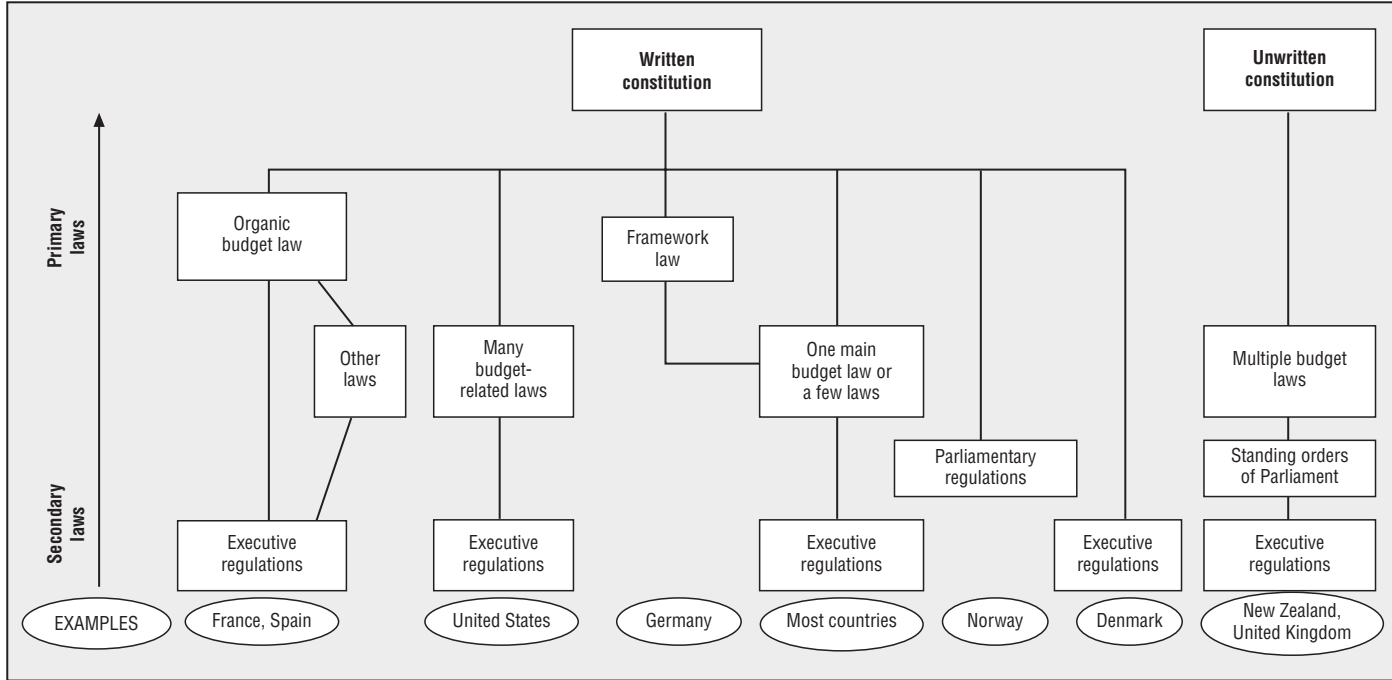 Written
constitution
Unwritten
constitution
Primary
laws
Organic
budget law
Framework
law
Other
laws
Many
budget-
related laws
One main
budget law or
a few laws
Multiple budget
laws
Parliamentary
regulations
Standing orders
of Parliament
Secondary
laws
Executive
regulations
Executive
regulations
Executive
regulations
Executive
regulations
Executive
regulations
EXAMPLES
France, Spain
United States
Germany
Most countries
Norway
Denmark
New Zealand,
United Kingdom